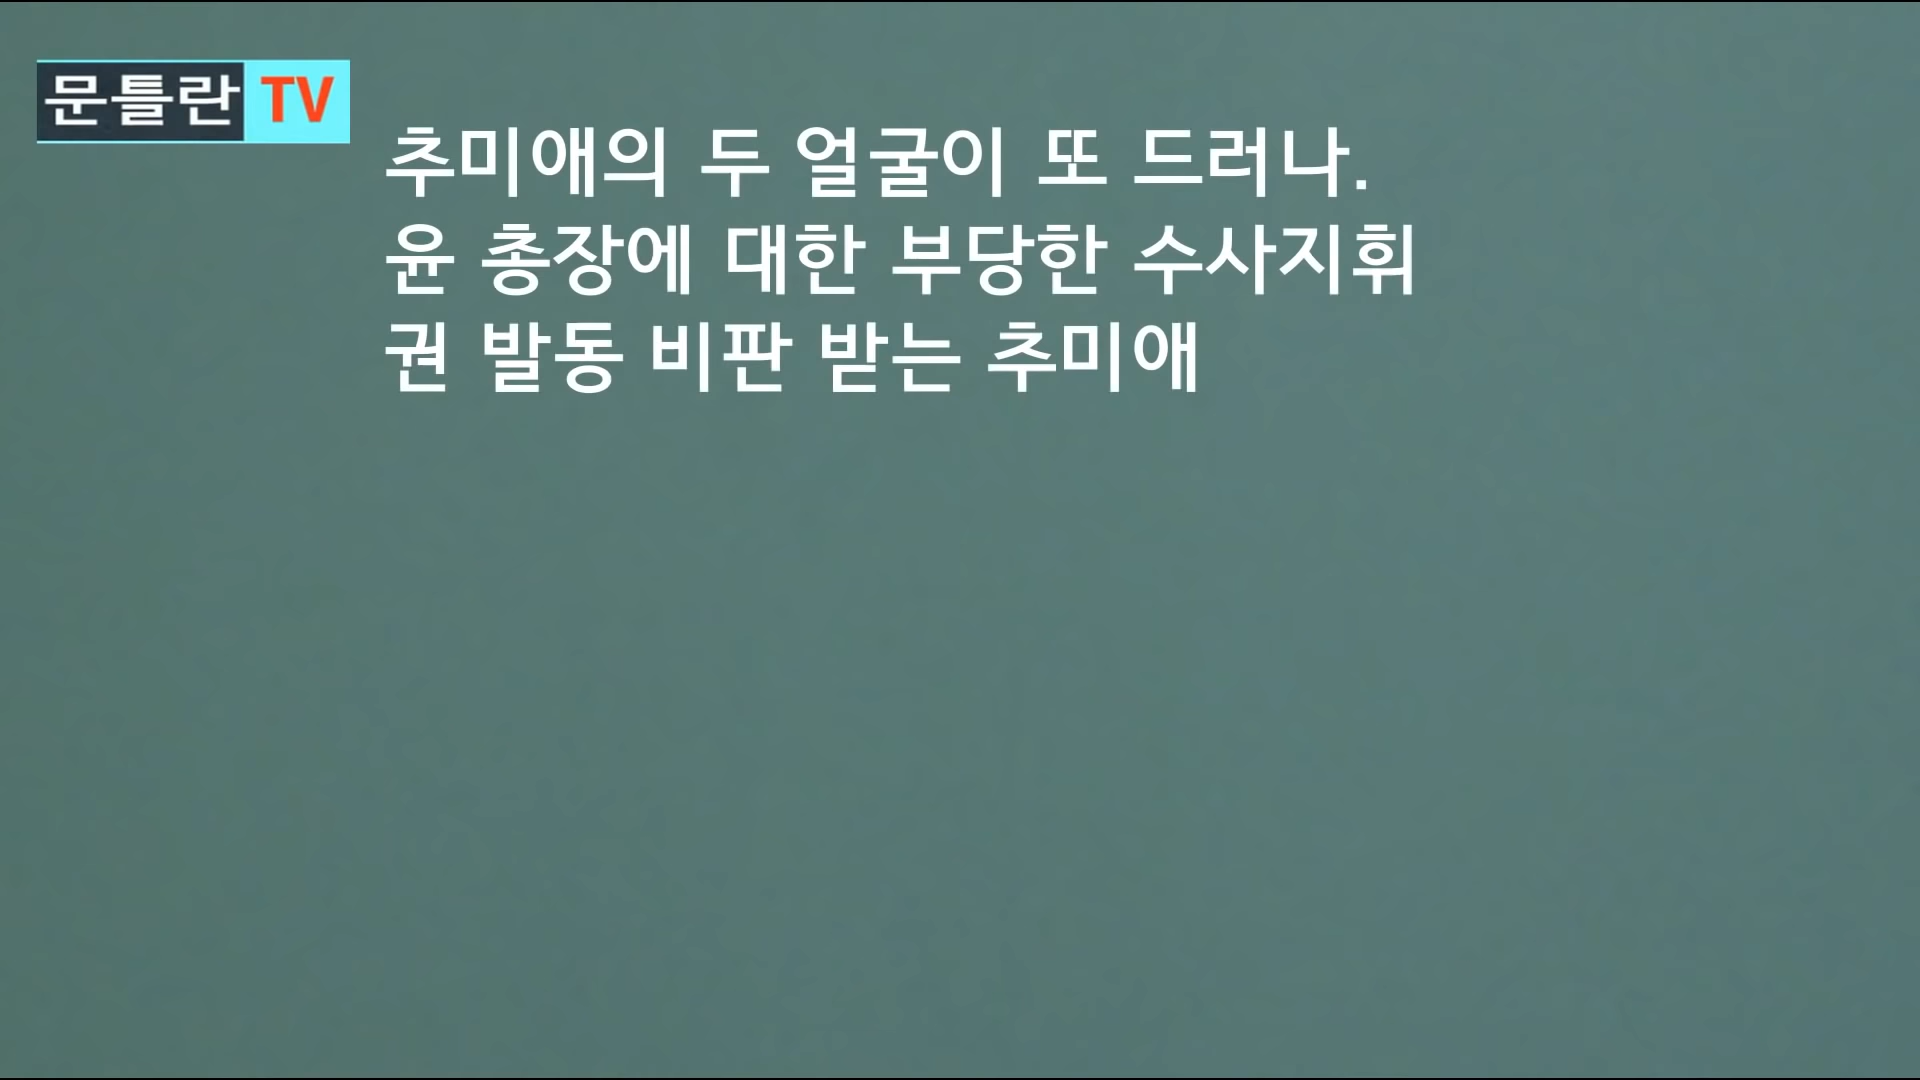 문틀란 TV
추미애의 두 얼굴이 또 드러나.
윤 총장에 대한 부당한 수사지휘
권 발동 비판 받는 추미애